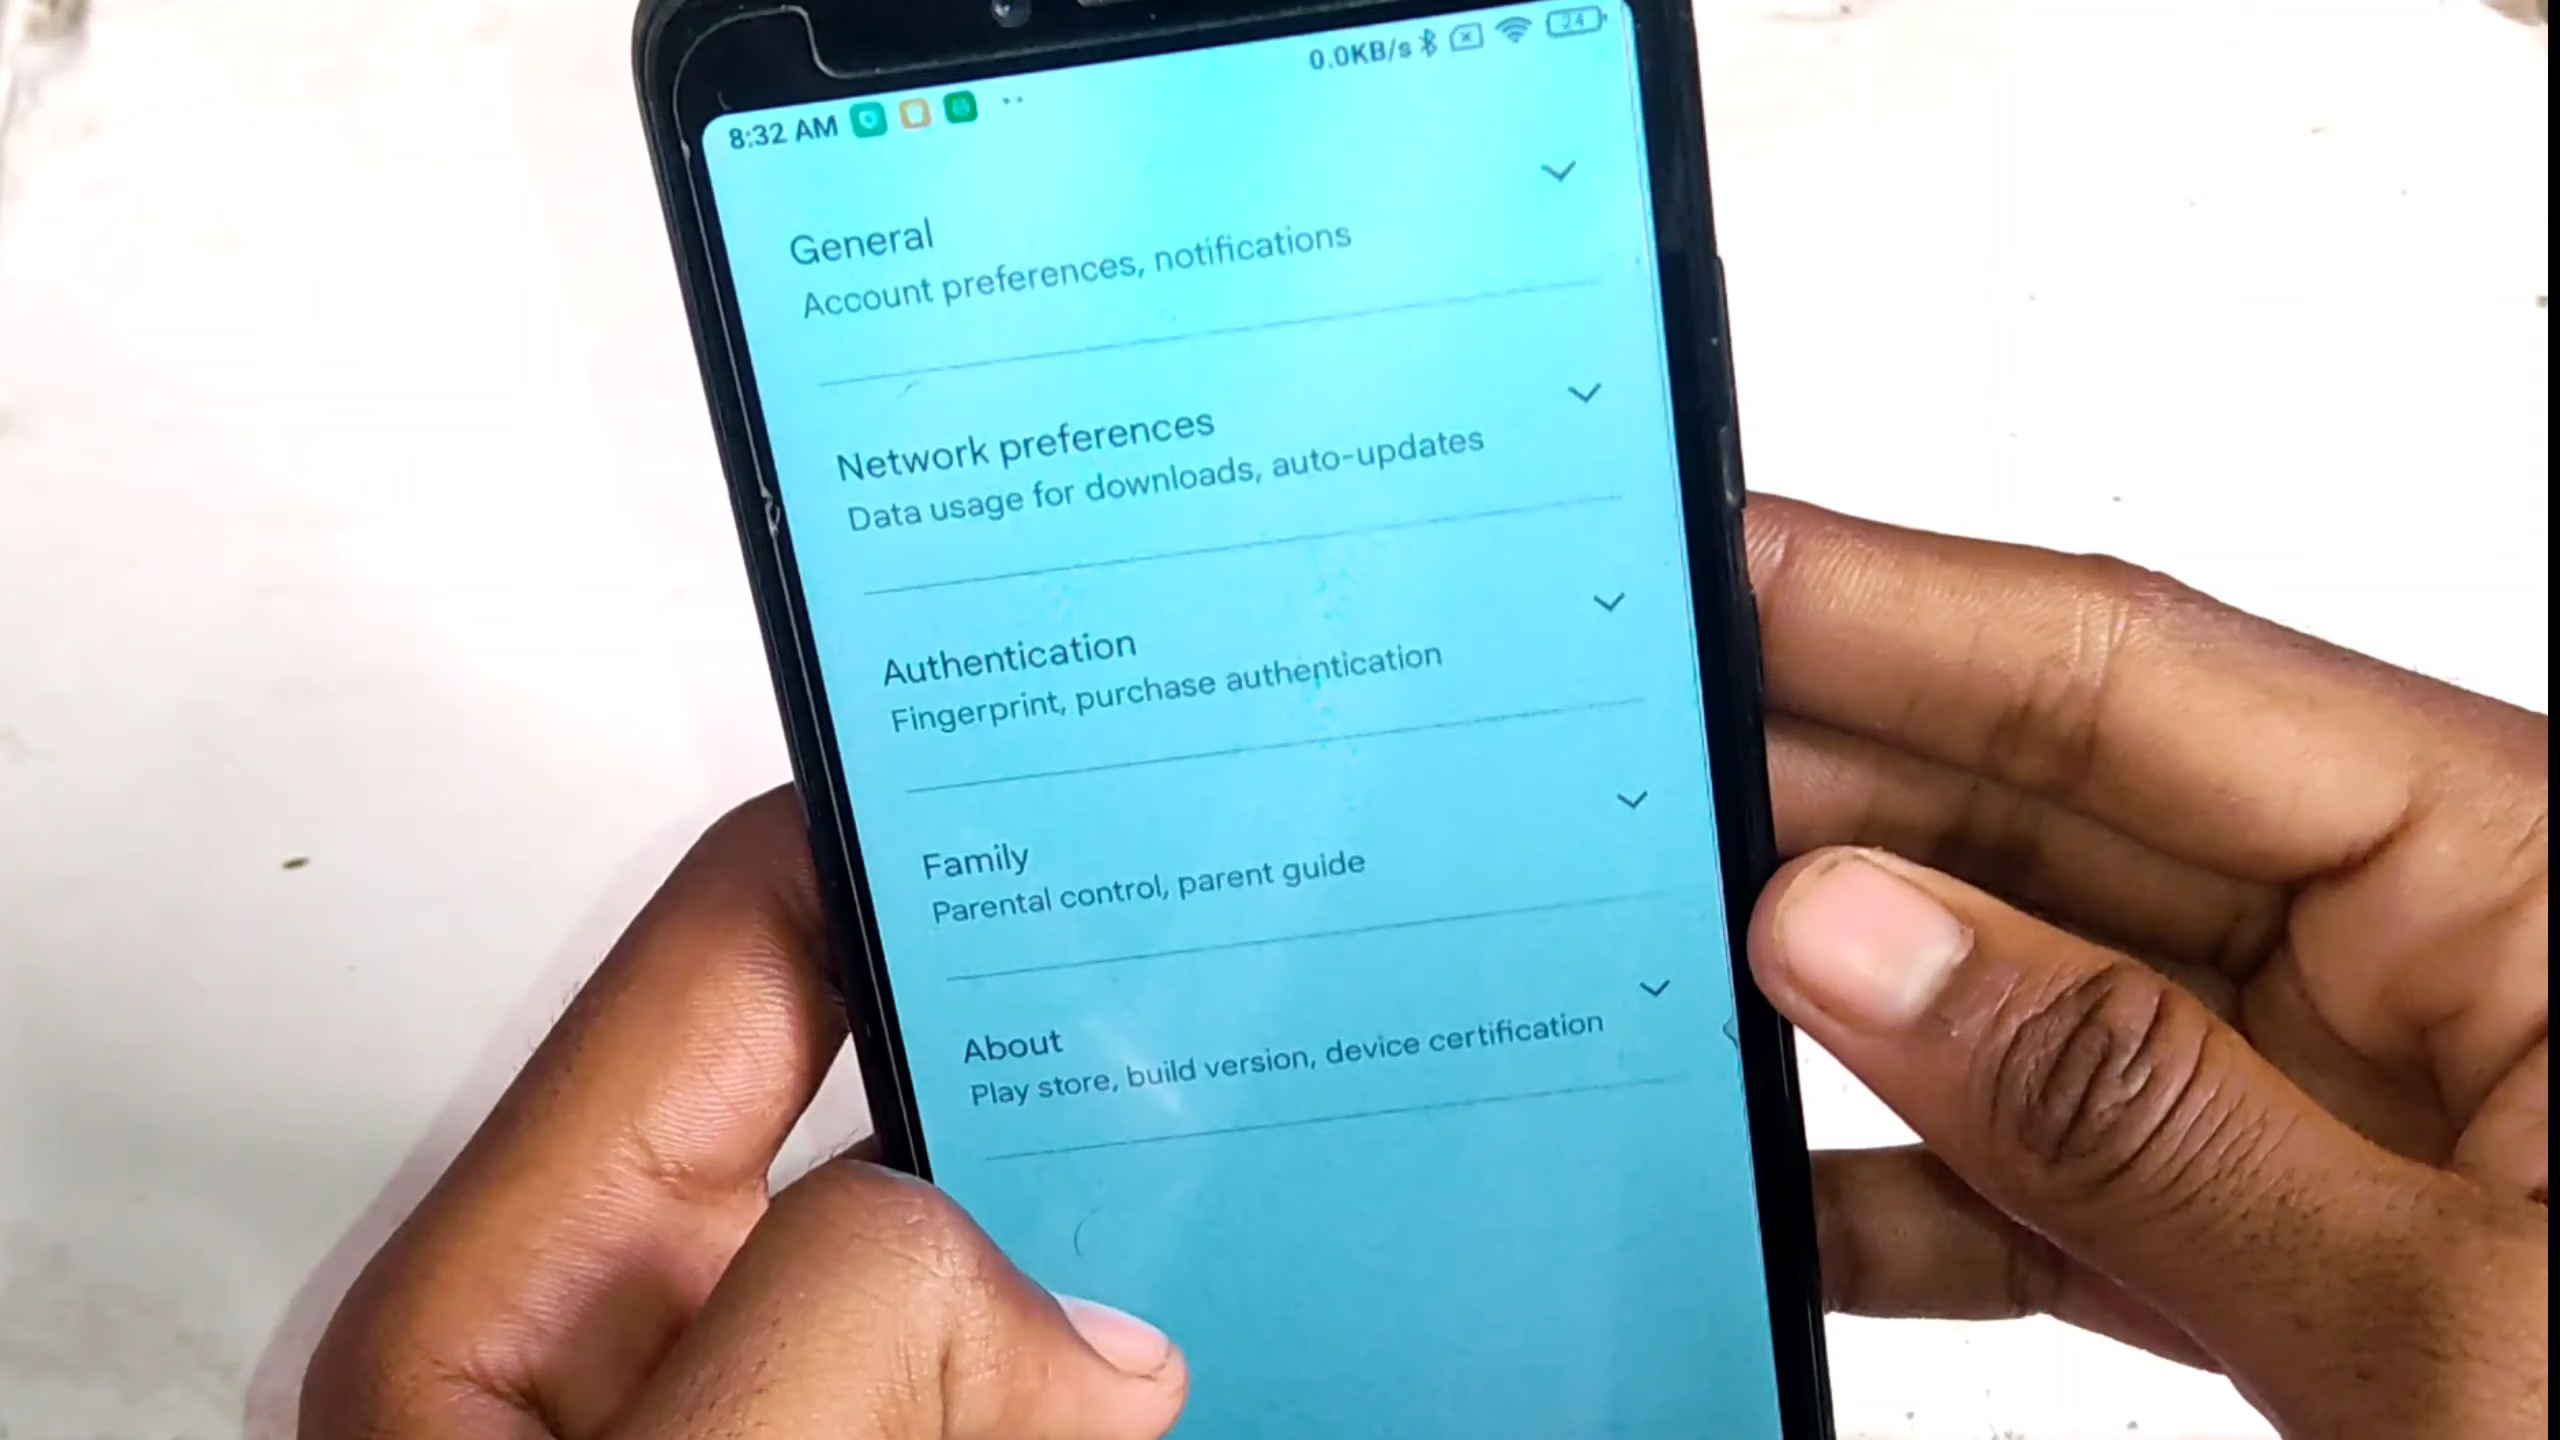 0.0KB/s 24
8:32 AM
General
Account preferences, notifications
Network preferences
Data usage for downloads, auto-updates
Authentication
Fingerprint, purchase authentication
Family
Parental control, parent guide
About
Play store, build version, device certification